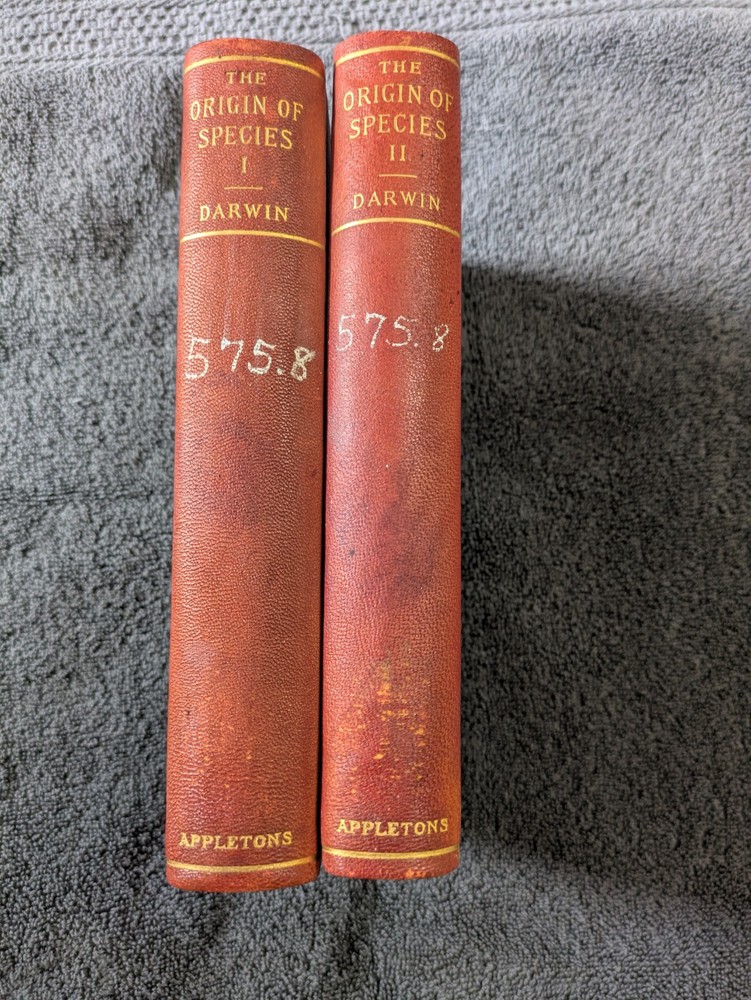 THE
ORIGIN OF
SPECIES
I
DARWIN
575.8
APPLETONS
THE
ORIGIN OF
SPECIES
II
DARWIN
575.8
APPLETONS